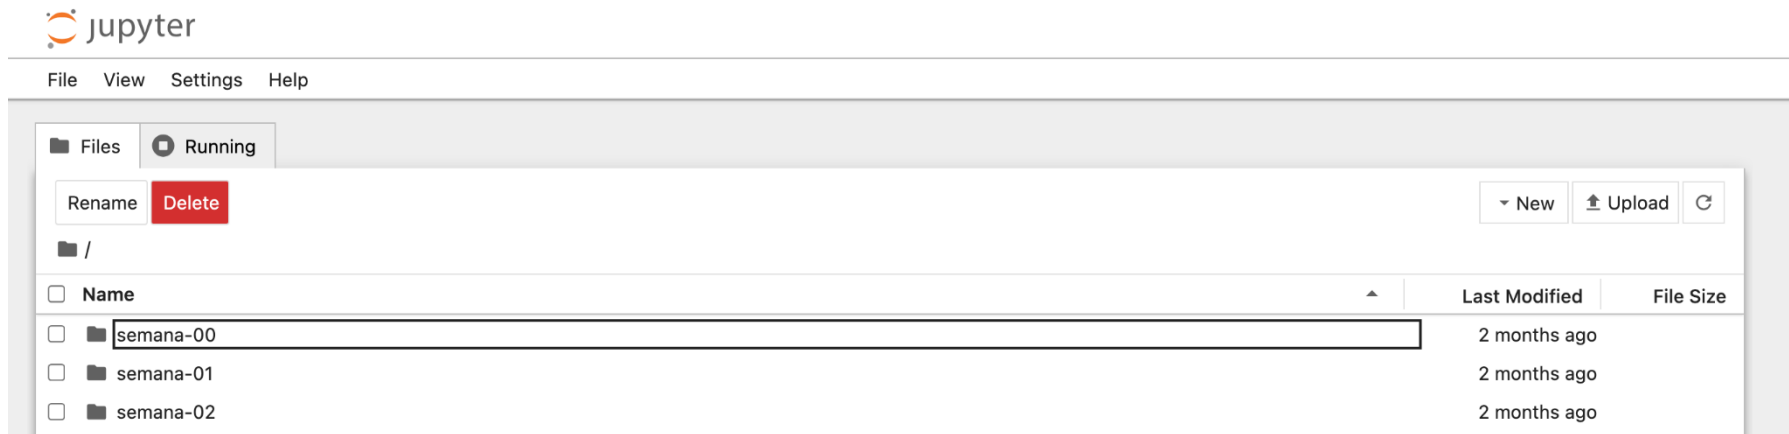 jupyter
File View Settings Help
Files Running
Rename Delete New Upload
/
Name Last Modified File Size
semana-00 2 months ago
semana-01 2 months ago
semana-02 2 months ago